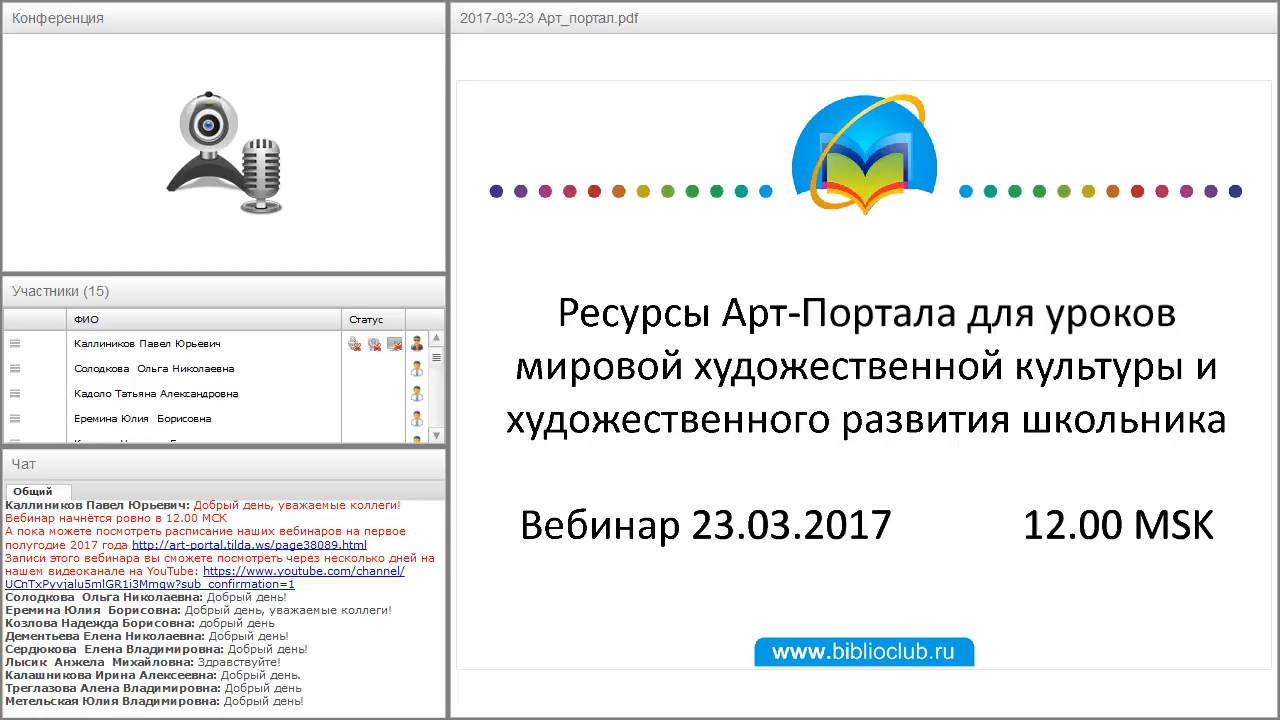 Конференция
Участники (15)
ФИО Статус
Каллиников Павел Юрьевич
Солодкова Ольга Николаевна
Кадоло Татьяна Александровна
Еремина Юлия Борисовна
Чат
Общий
Каллиников Павел Юрьевич: Добрый день, уважаемые коллеги!
Вебинар начнётся ровно в 12.00 МСК
А пока можете посмотреть расписание наших вебинаров на первое
полугодие 2017 года http://art-portal.tilda.ws/page38089.html
Записи этого вебинара вы сможете посмотреть через несколько дней на
нашем видеоканале на YouTube: https://www.youtube.com/channel/
Солодкова Ольга Николаевна: Добрый день!
Еремина Юлия Борисовна: Добрый день, уважаемые коллеги!
Козлова Надежда Борисовна: добрый день
Дементьева Елена Николаевна: Добрый день!
Сердюкова Елена Владимировна: Добрый день!
Лысик Анжела Михайловна: Здравствуйте!
Калашникова Ирина Алексеевна: Добрый день.
Треглазова Алена Владимировна: Добрый день
Метельская Юлия Владимировна: Добрый день!
2017-03-23 Арт_портал.pdf
Ресурсы Арт-Портала для уроков
мировой художественной культуры и
художественного развития школьника
Вебинар 23.03.2017 12.00 MSK
www.biblioclub.ru